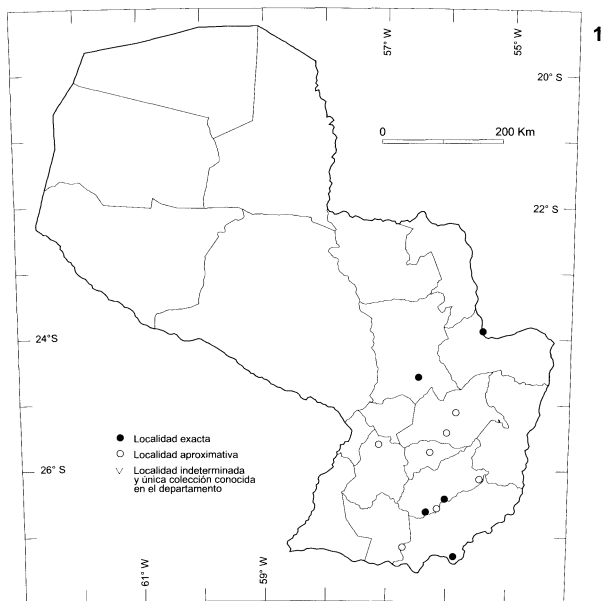 57° W
55° W
1
20° S
0 200 Km
22° S
24°S
Localidad exacta
Localidad aproximativa
26° S
Localidad indeterminada
y única colección conocida
en el departamento
61° W
59° W